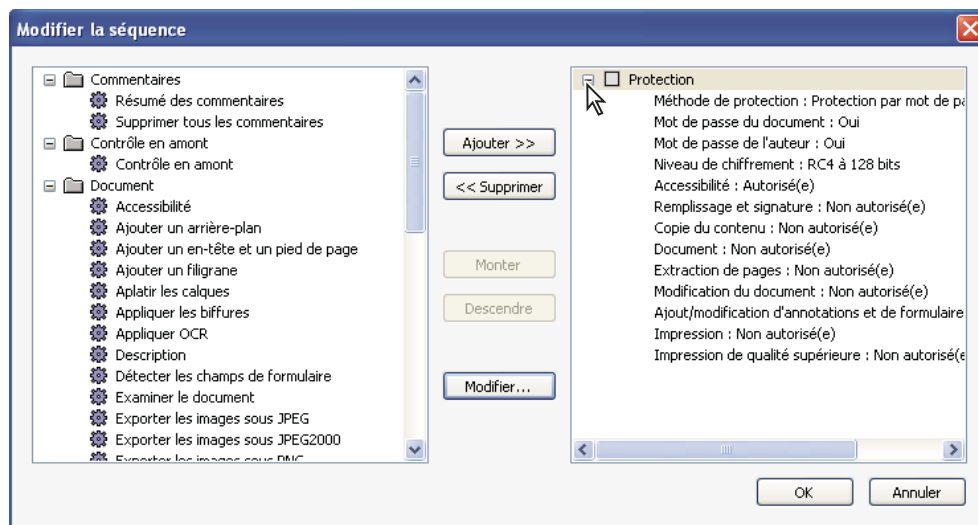 Modifier la séquence
Commentaires
Résumé des commentaires
Supprimer tous les commentaires
Contrôle en amont
Contrôle en amont
Document
Accessibilité
Ajouter un arrière-plan
Ajouter un en-tête et un pied de page
Ajouter un filigrane
Aplatir les calques
Appliquer les biffures
Appliquer OCR
Description
Détecter les champs de formulaire
Examiner le document
Exporter les images sous JPEG
Exporter les images sous JPEG2000
Exporter les images sous PNG
Ajouter >>
<< Supprimer
Monter
Descendre
Modifier...
Protection
Méthode de protection : Protection par mot de pa
Mot de passe du document : Oui
Mot de passe de l'auteur : Oui
Niveau de chiffrement : RC4 à 128 bits
Accessibilité : Autorisé(e)
Remplissage et signature : Non autorisé(e)
Copie du contenu : Non autorisé(e)
Document : Non autorisé(e)
Extraction de pages : Non autorisé(e)
Modification du document : Non autorisé(e)
Ajout/modification d'annotations et de formulaire
Impression : Non autorisé(e)
Impression de qualité supérieure : Non autorisé(e
OK
Annuler